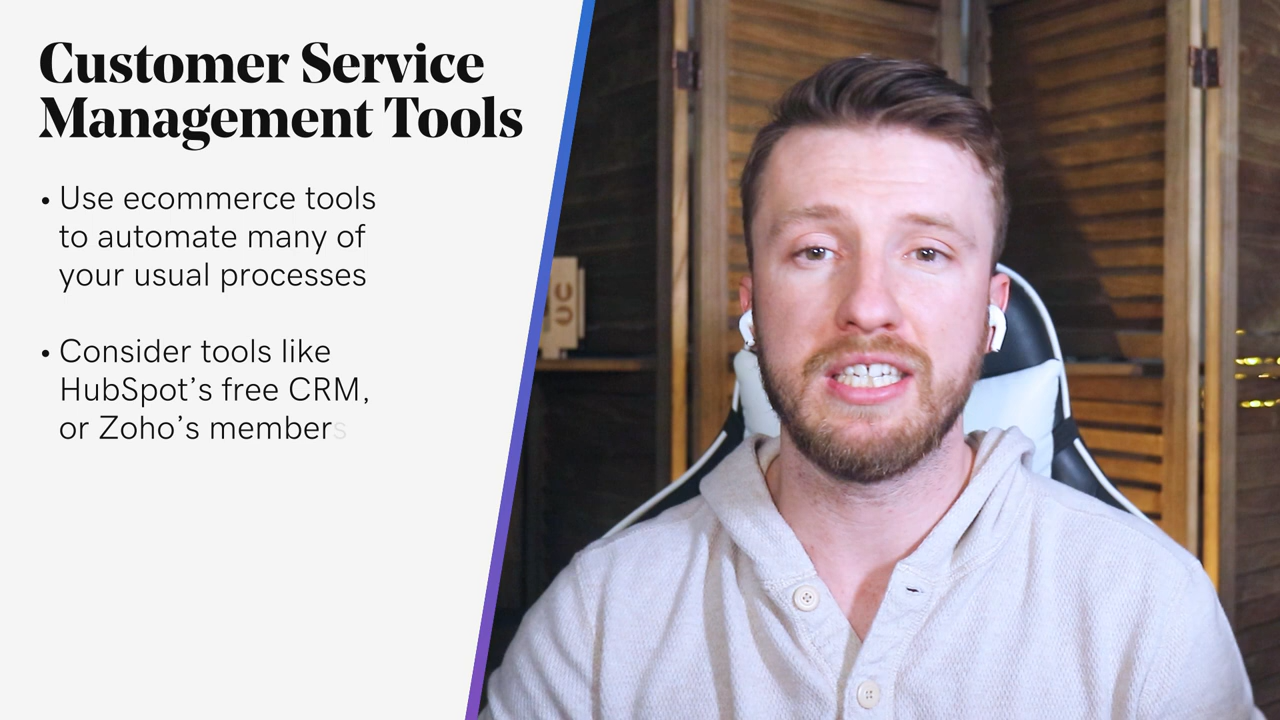 Customer Service
Management Tools
• Use ecommerce tools
to automate many of
your usual processes
• Consider tools like
HubSpot’s free CRM,
or Zoho’s members